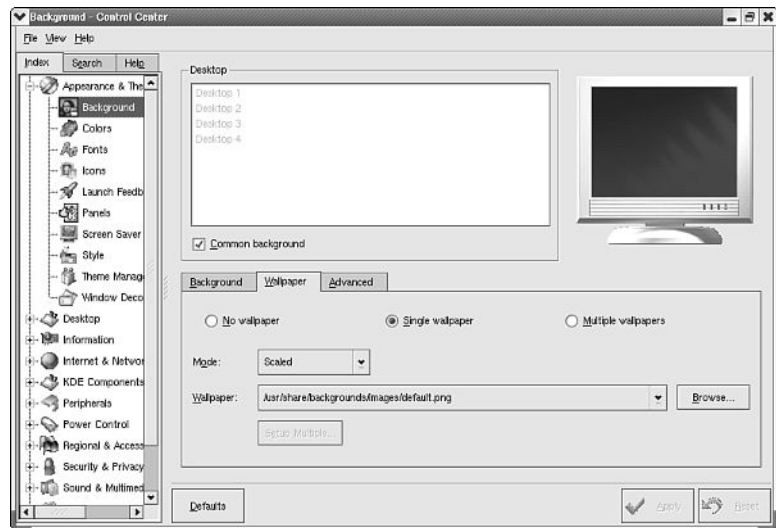 Background - Control Center
File View Help
Index Search Help
Appearance & The
Background
Colors
Fonts
Icons
Launch Feedb
Panels
Screen Saver
Style
Theme Manag
Window Deco
Desktop
Information
Internet & Networ
KDE Components
Peripherals
Power Control
Regional & Access
Security & Privacy
Sound & Multimed
Desktop
Desktop 1
Desktop 2
Desktop 3
Desktop 4
Common background
Background Wallpaper Advanced
No wallpaper Single wallpaper Multiple wallpapers
Mode: Scaled
Wallpaper: /usr/share/backgrounds/images/default.png Browse...
Setup Multiple...
Defaults Apply Reset